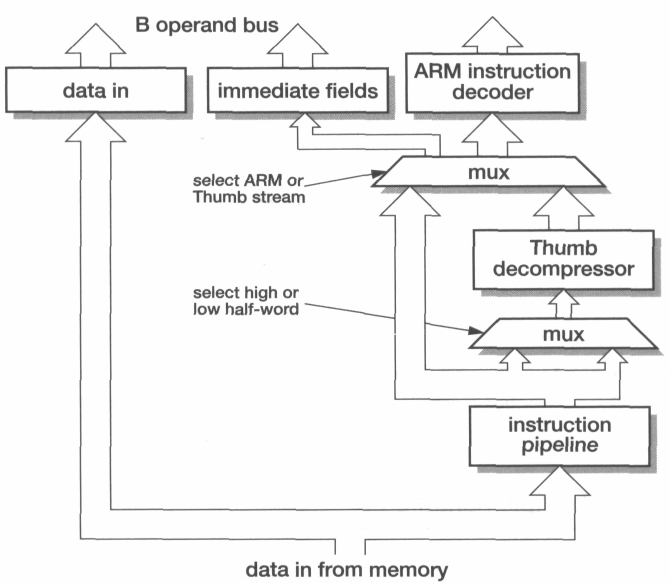 B operand bus
data in
immediate fields
ARM instruction
decoder
mux
select ARM or
Thumb stream
Thumb
decompressor
select high or
low half-word
mux
instruction
pipeline
data in from memory